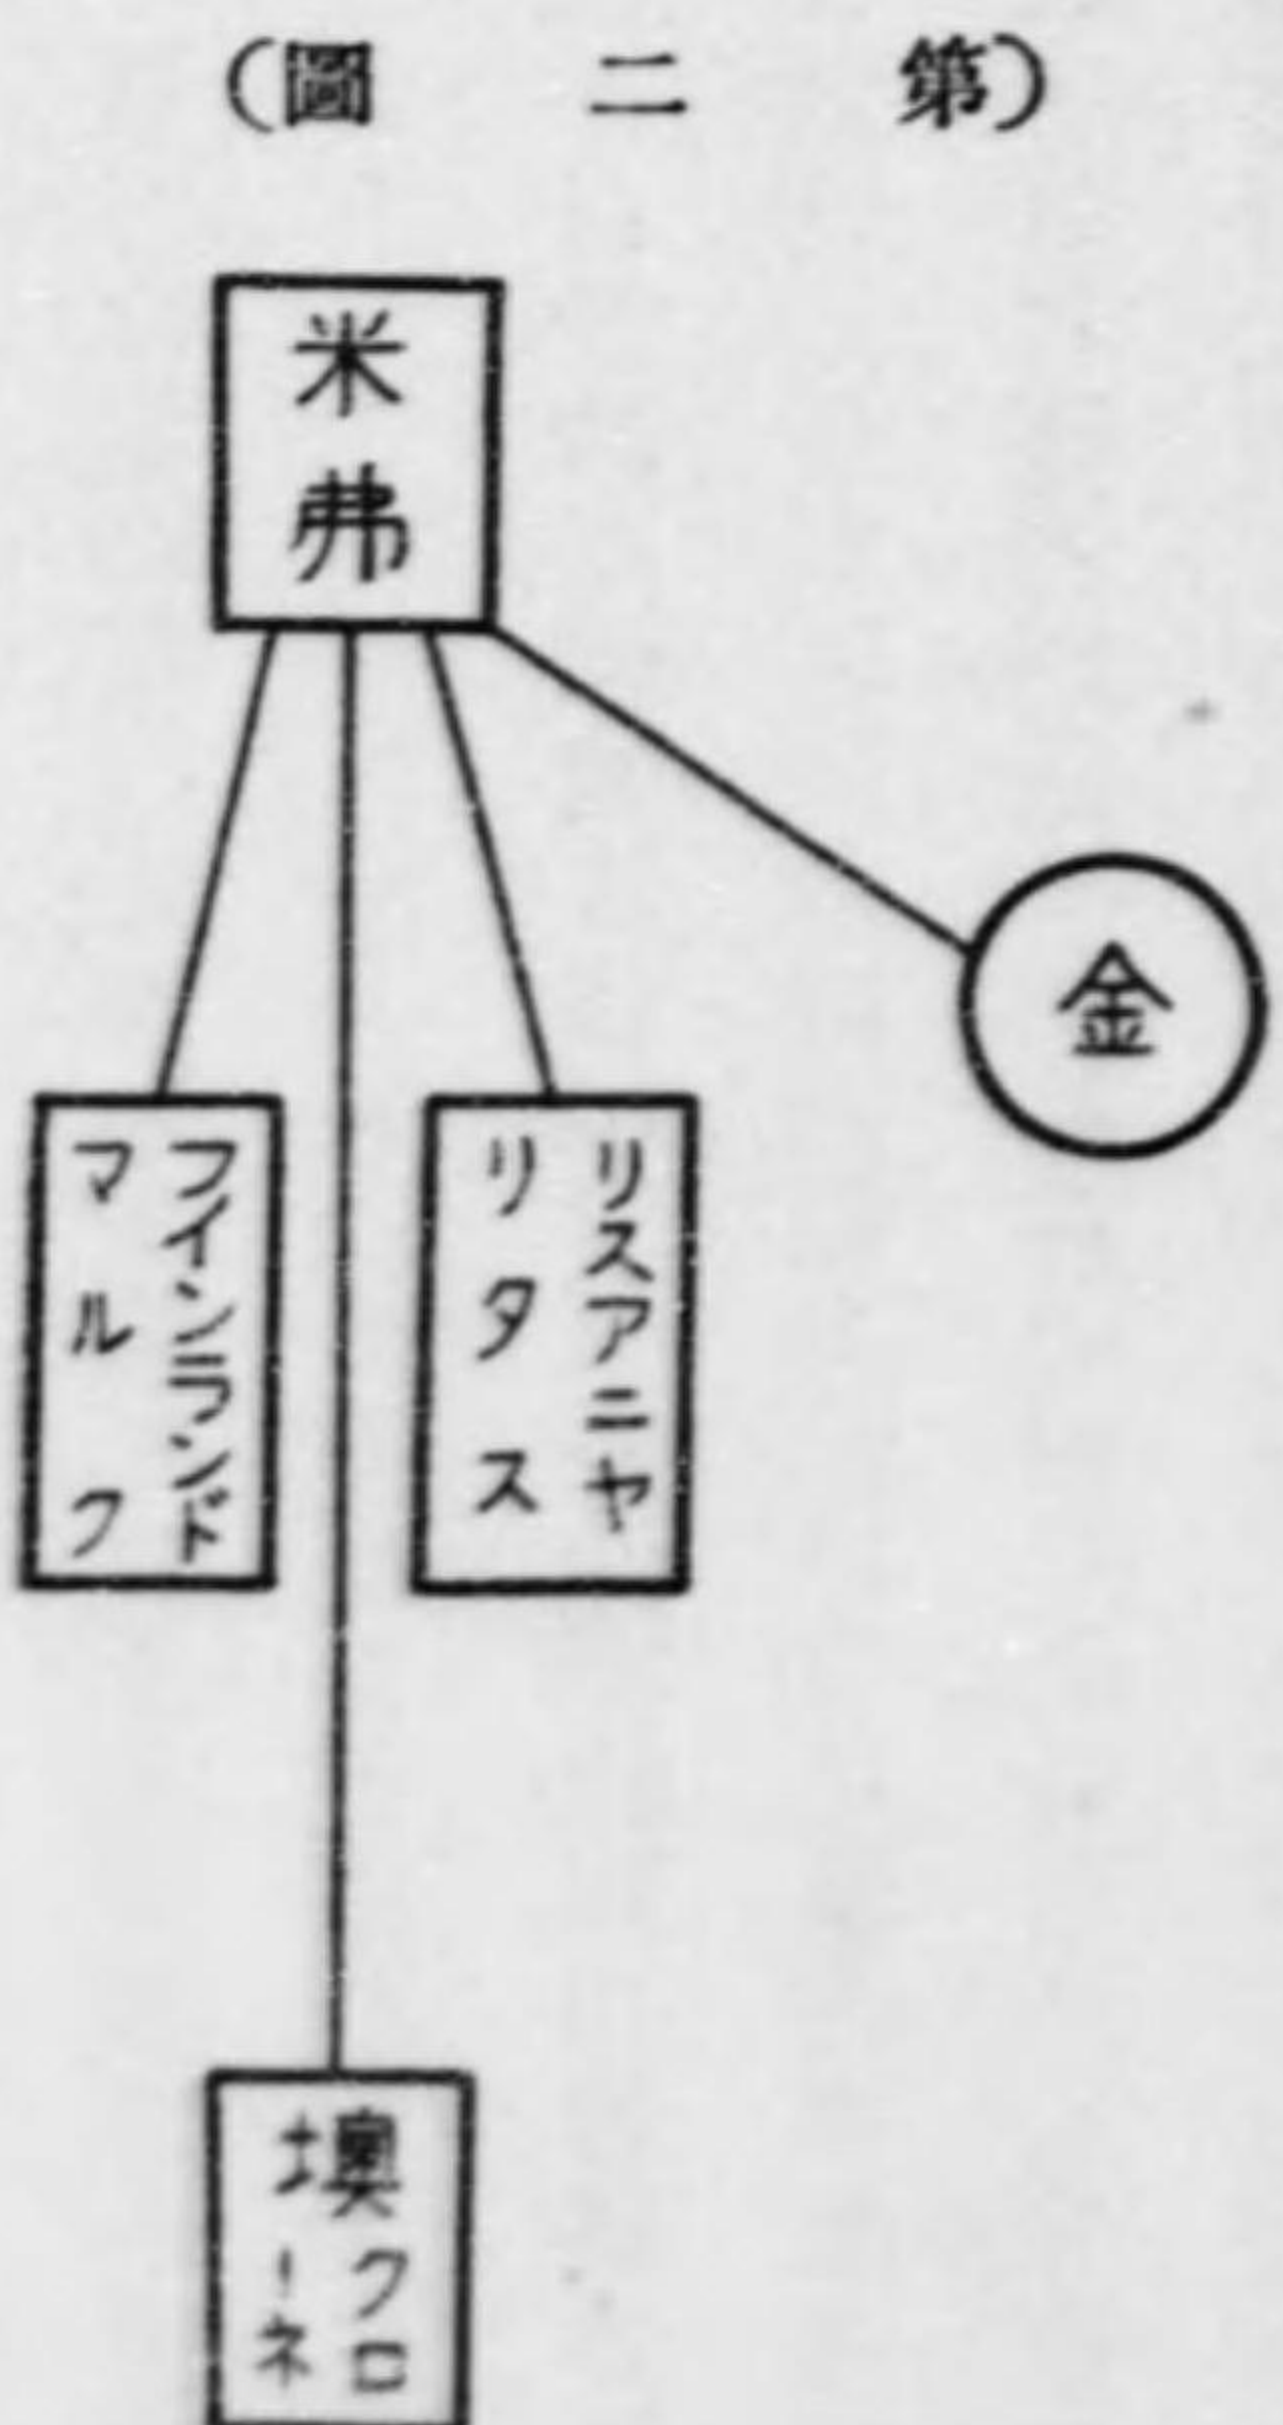 (第二圖)
米弗
金
リスアニヤ
リタス
フインランド
マルク
墺クロ
ーネ